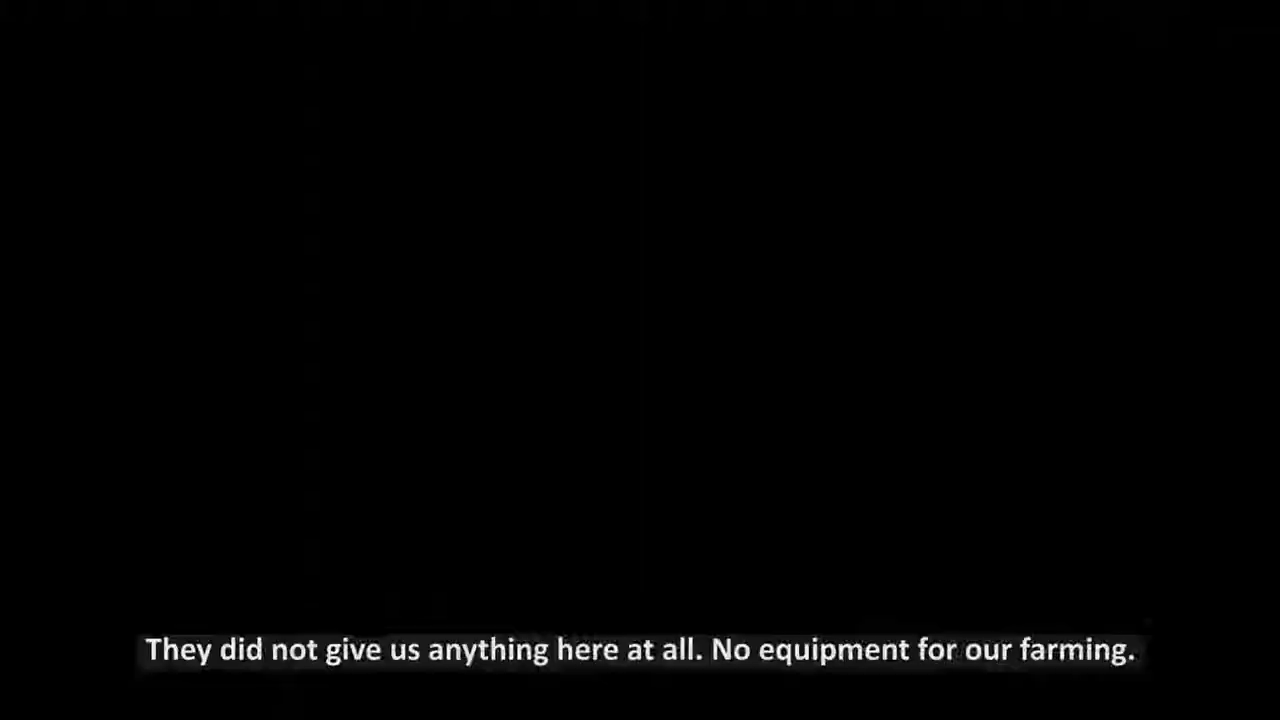 They did not give us anything here at all. No equipment for our farming.